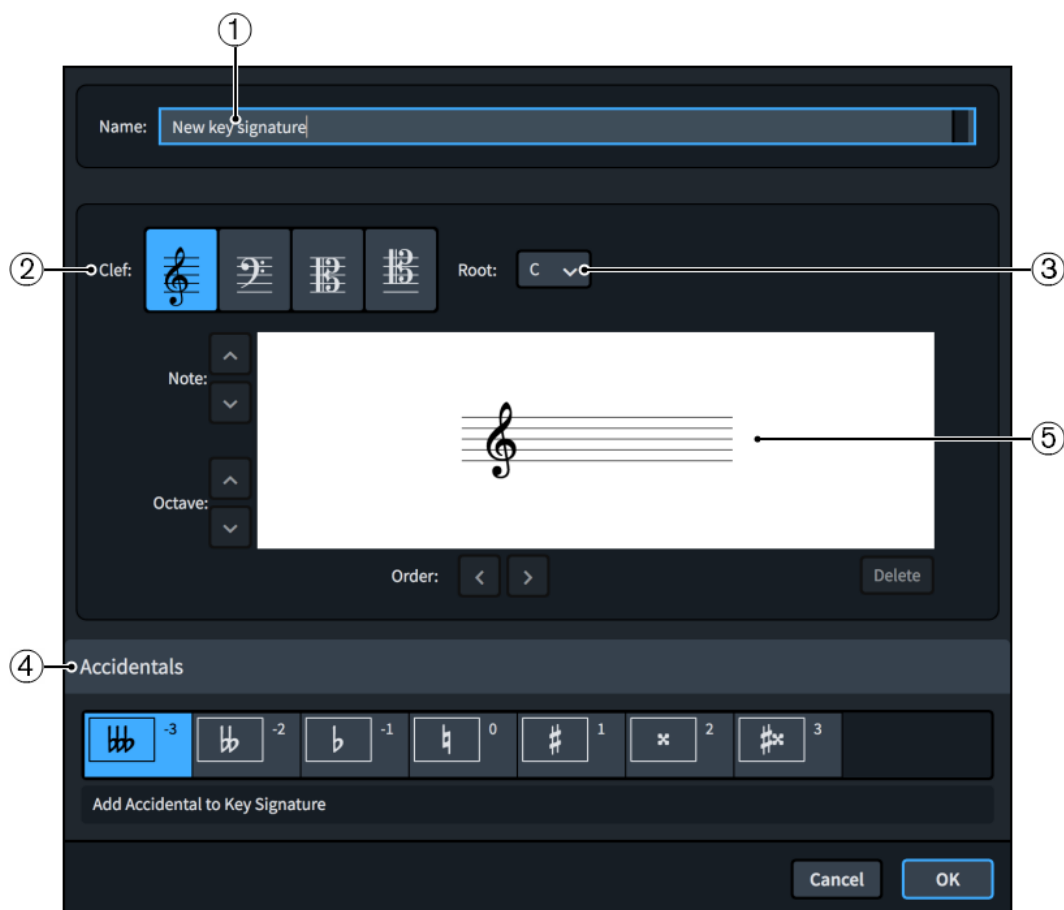 ①
Name: New key signature
② Clef: Root: C ③
Note:
⑤
Octave:
Order: < > Delete
④ Accidentals
-3 -2 -1 0 1 2 3
Add Accidental to Key Signature
Cancel OK